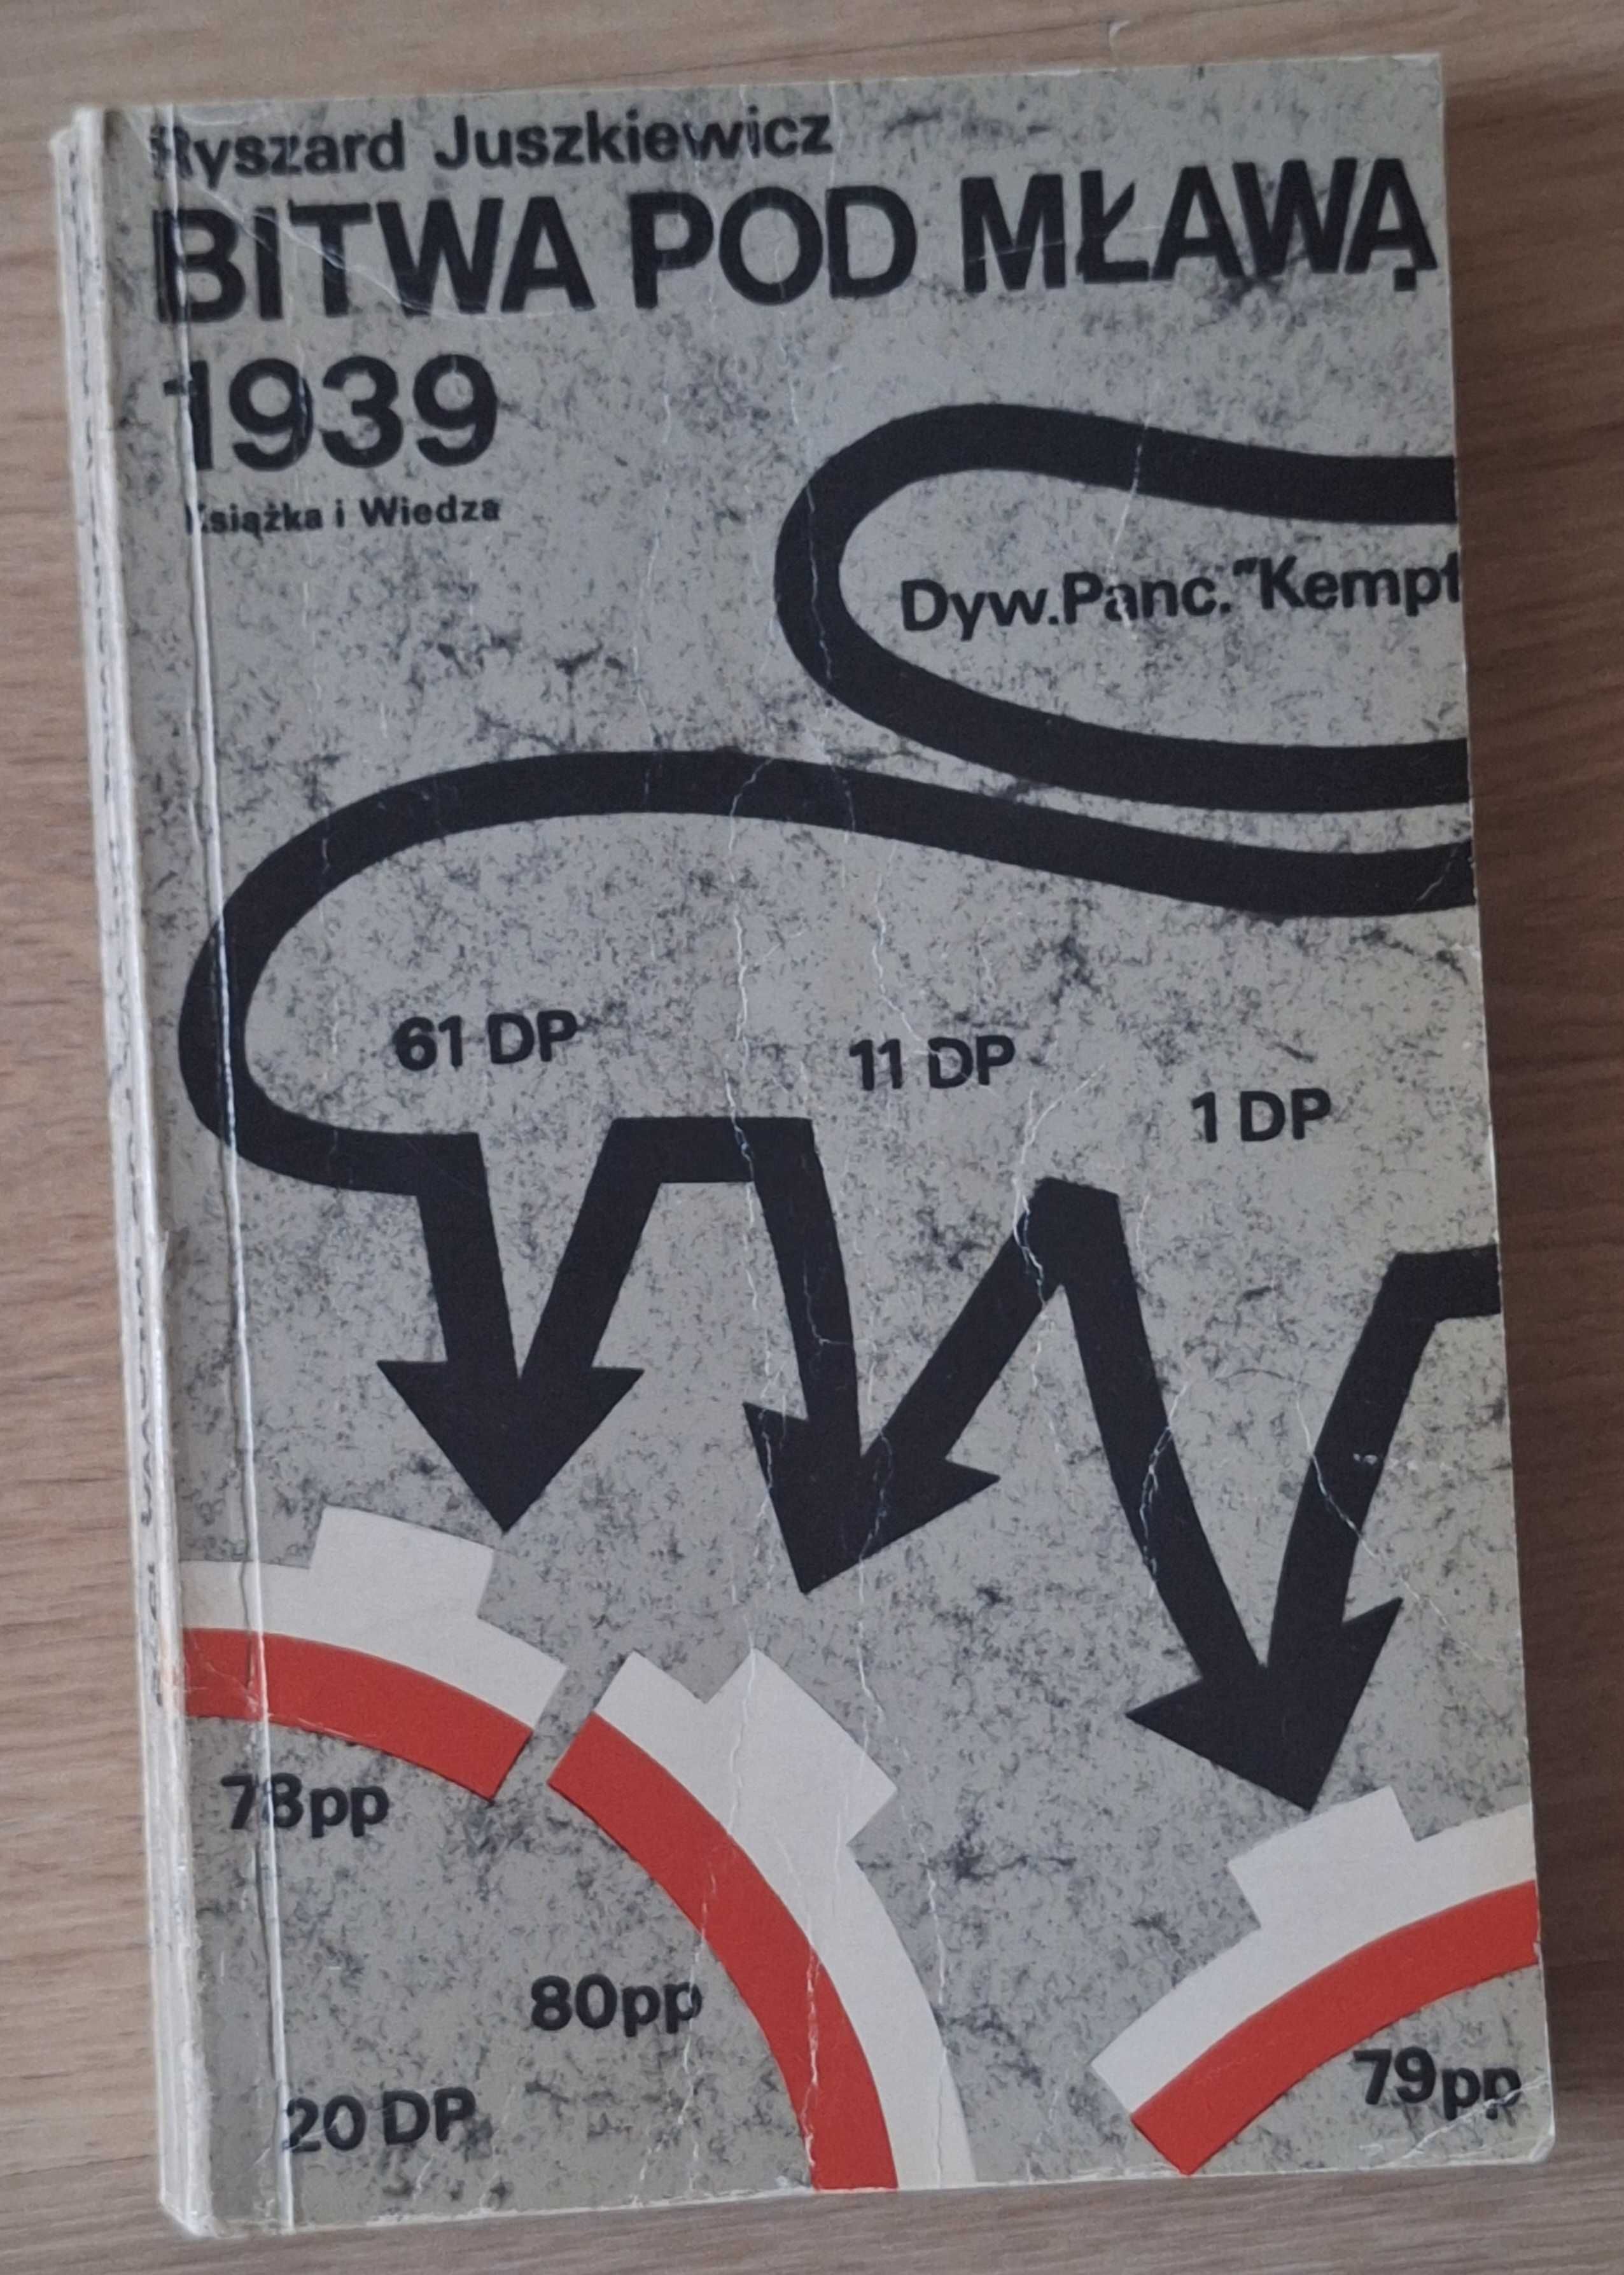 Ryszard Juszkiewicz
BITWA POD MŁAWĄ
1939
Książka i Wiedza
Dyw.Panc."Kempf
61 DP
11 DP
1 DP
78pp
80pp
79pp
20 DP